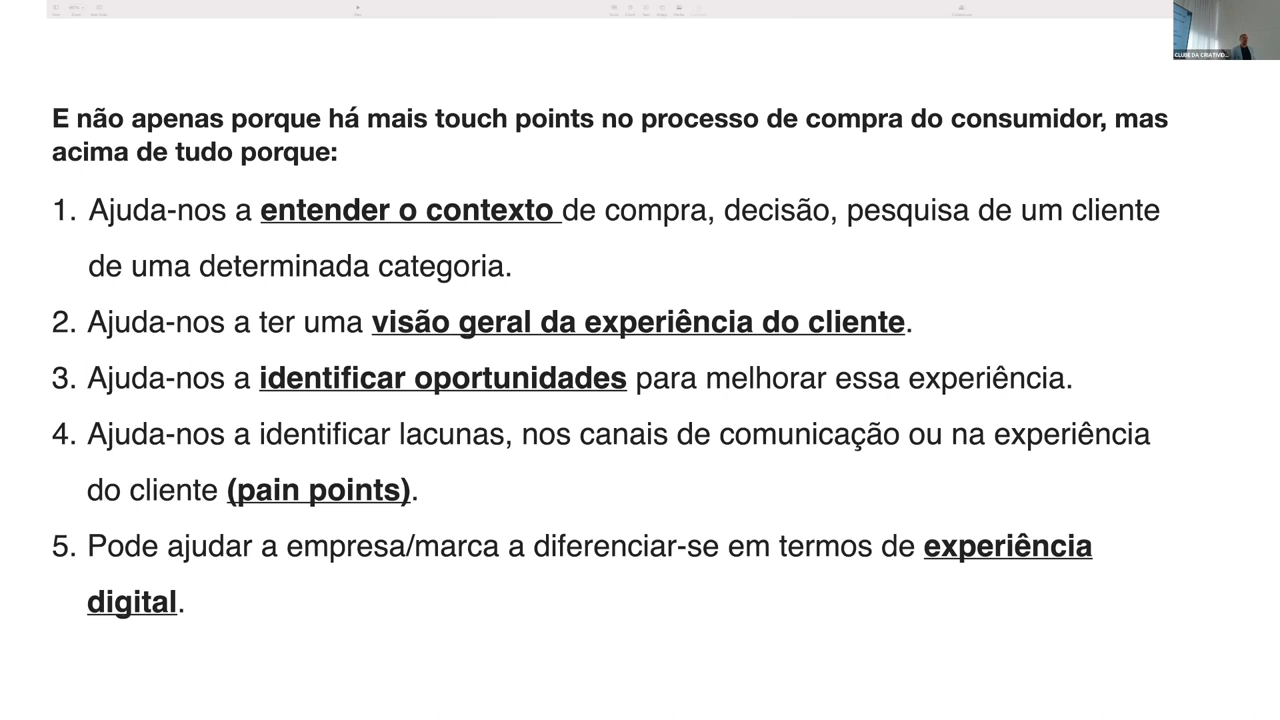 CLUBE DA CRIATIVID...
E não apenas porque há mais touch points no processo de compra do consumidor, mas
acima de tudo porque:
1. Ajuda-nos a entender o contexto de compra, decisão, pesquisa de um cliente
de uma determinada categoria.
2. Ajuda-nos a ter uma visão geral da experiência do cliente.
3. Ajuda-nos a identificar oportunidades para melhorar essa experiência.
4. Ajuda-nos a identificar lacunas, nos canais de comunicação ou na experiência
do cliente (pain points).
5. Pode ajudar a empresa/marca a diferenciar-se em termos de experiência
digital.